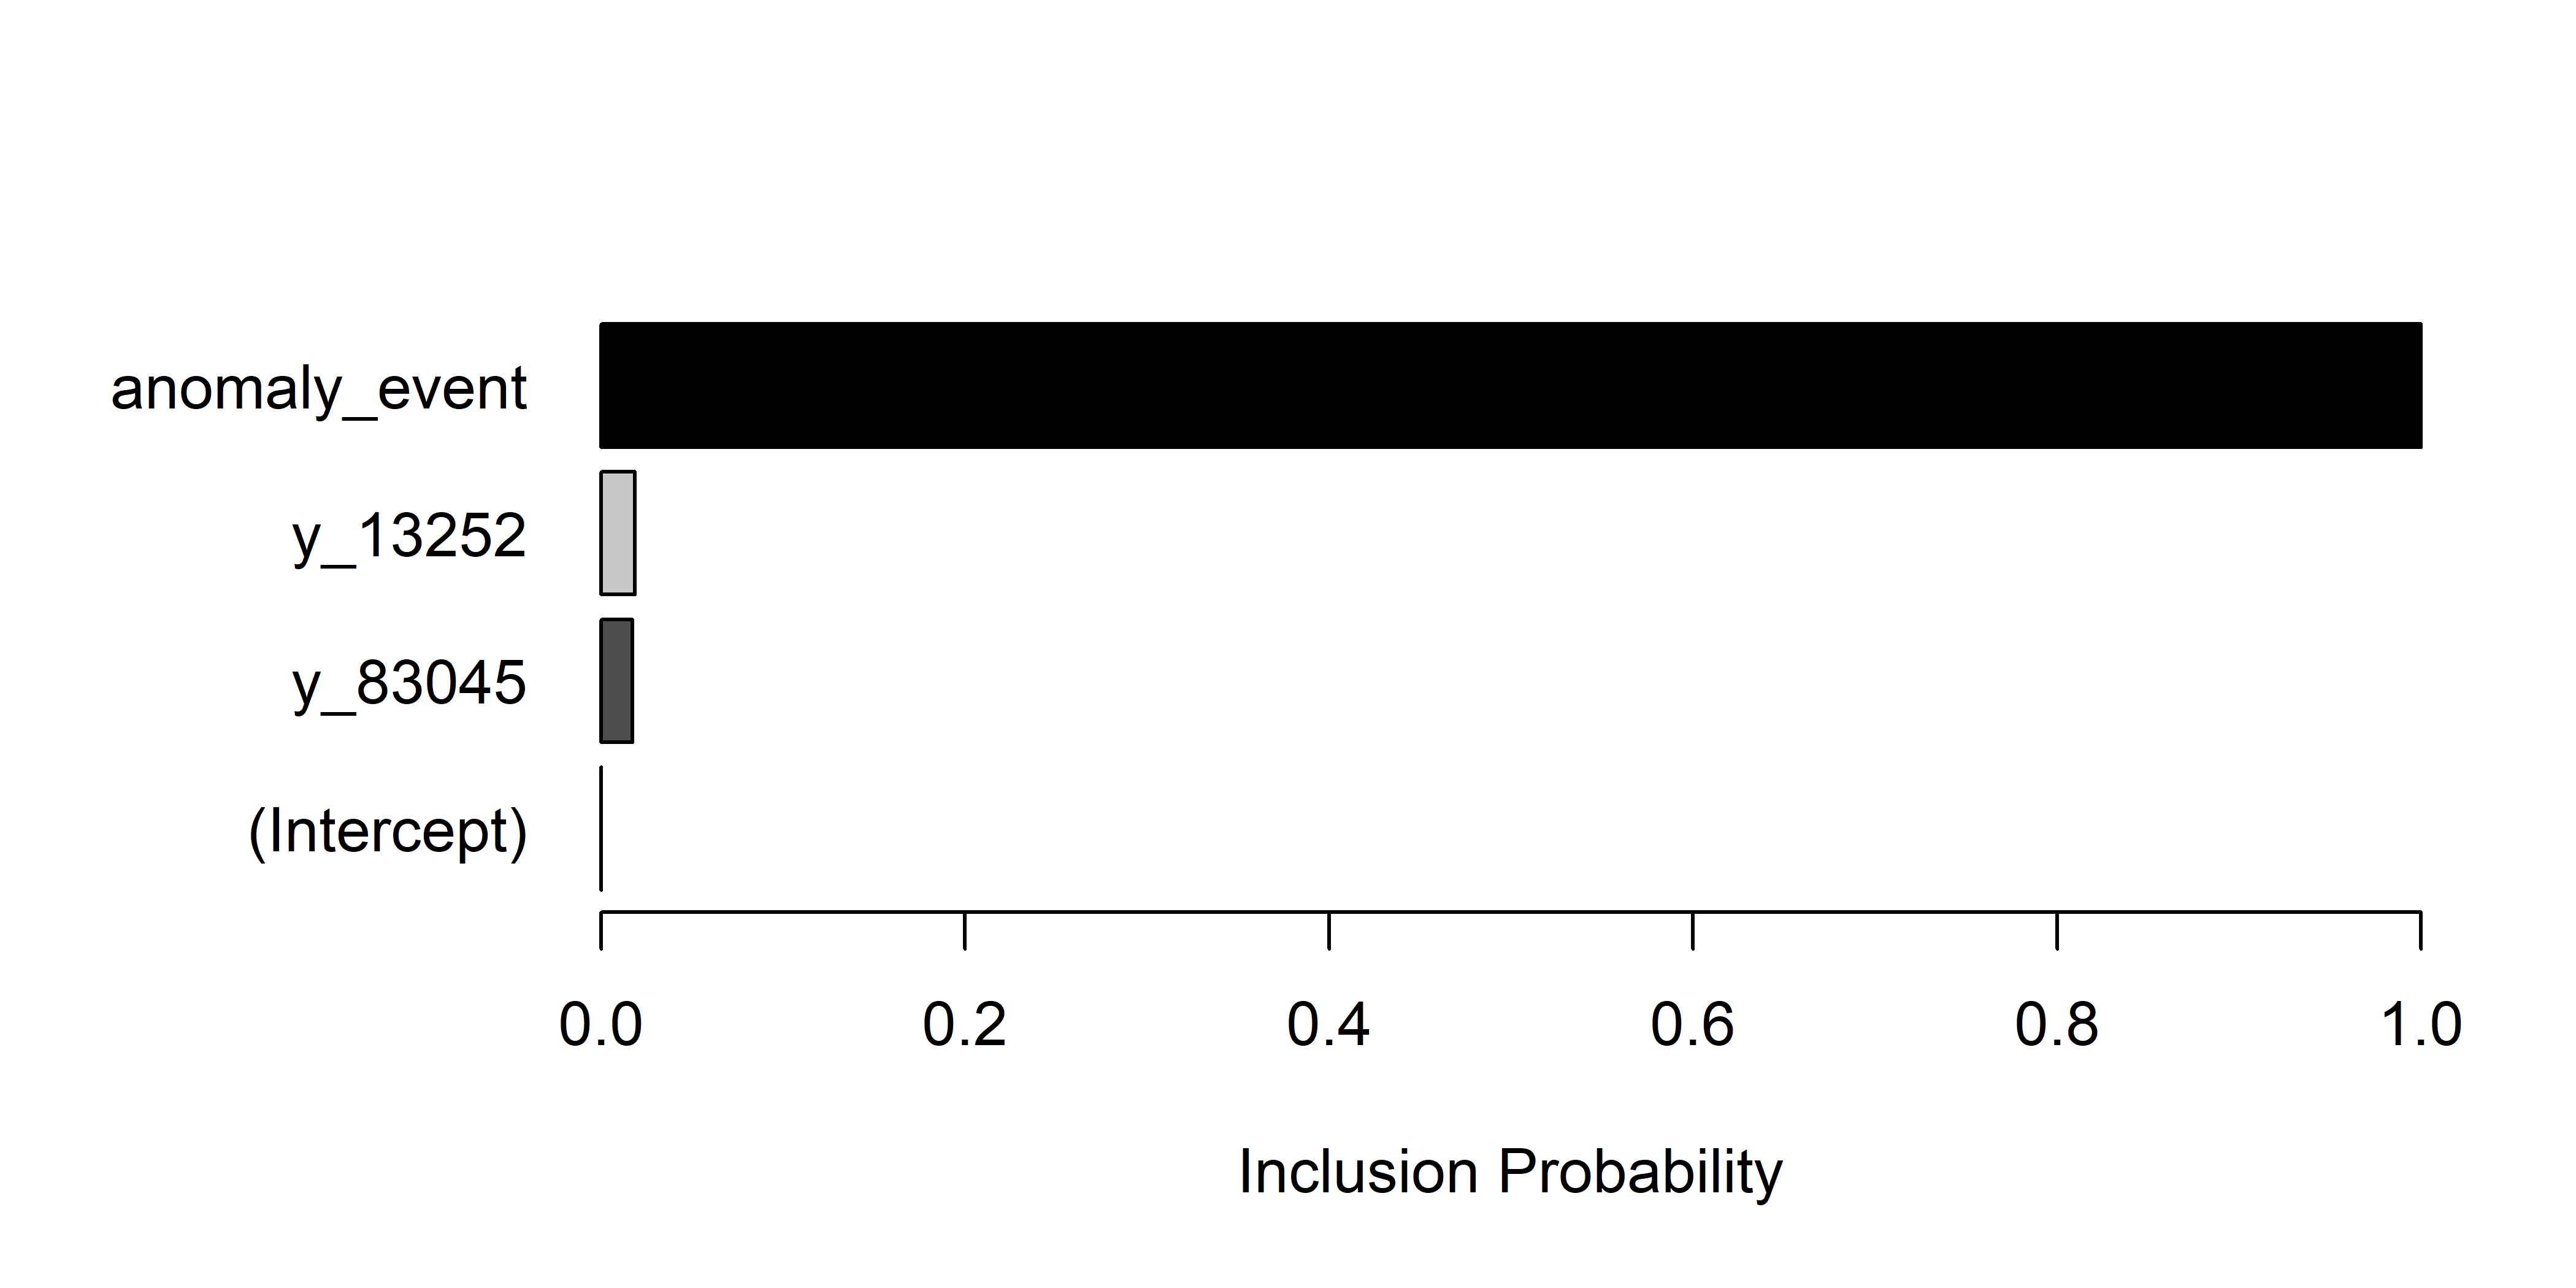 anomaly_event
y_13252
y_83045
(Intercept)
0.0 0.2 0.4 0.6 0.8 1.0
Inclusion Probability